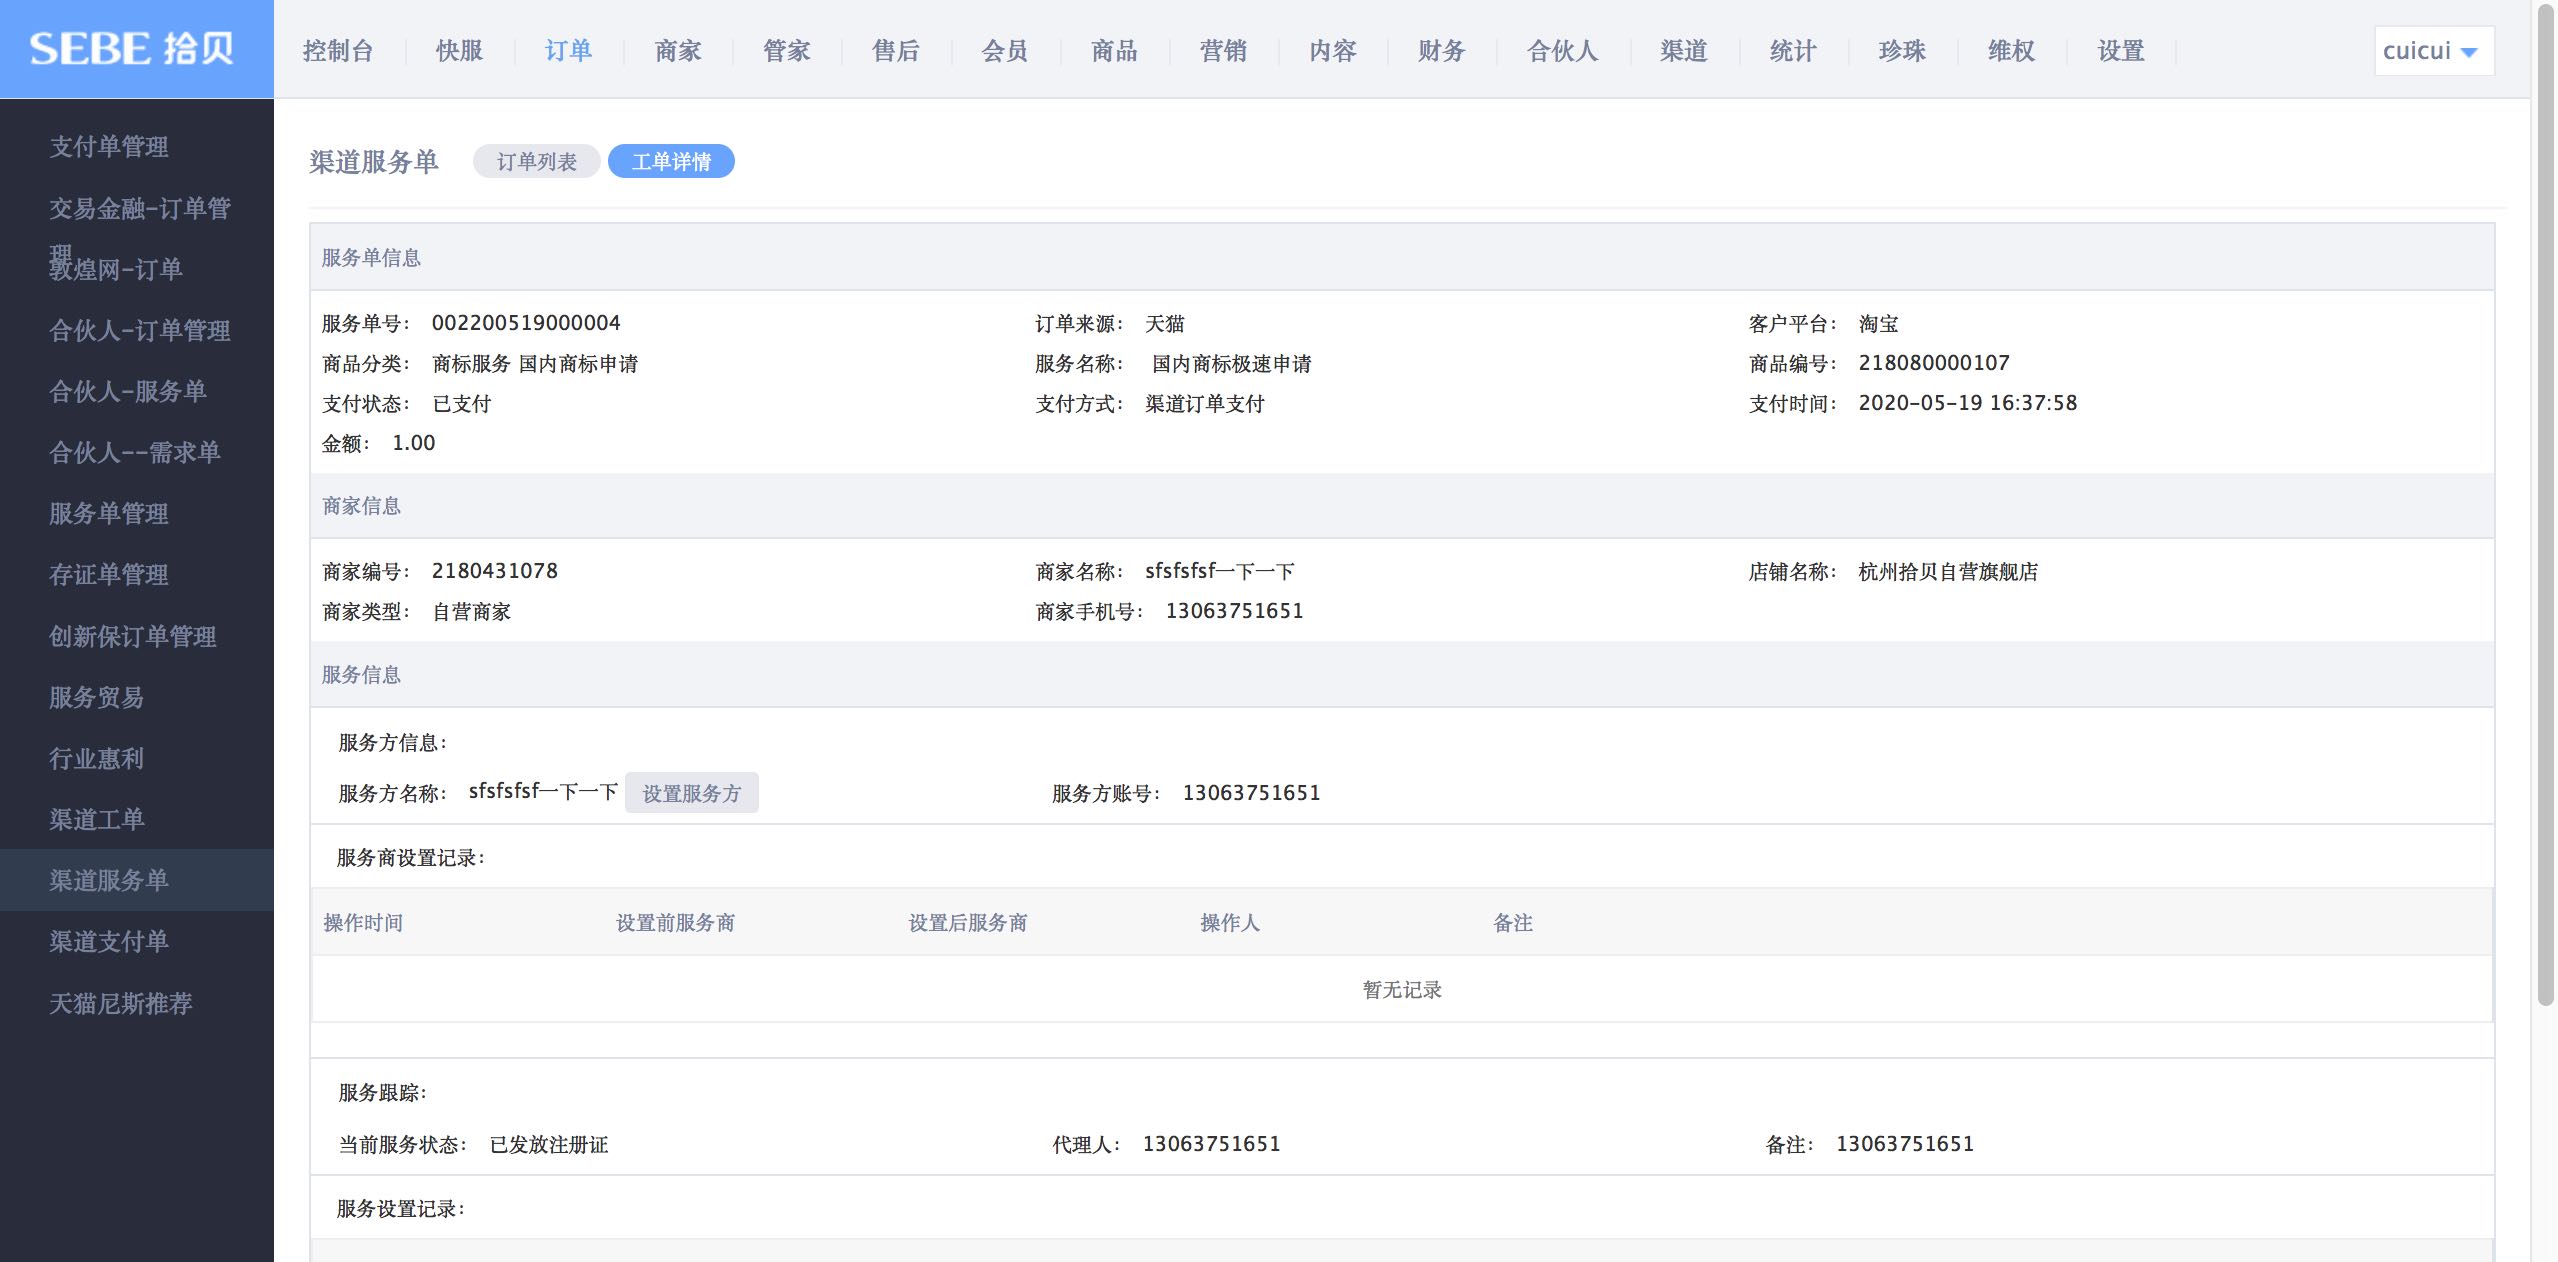 SEBE 拾贝
控制台 快服 订单 商家 管家 售后 会员 商品 营销 内容 财务 合伙人 渠道 统计 珍珠 维权 设置 cuicui
支付单管理
交易金融-订单管
理
敦煌网-订单
合伙人-订单管理
合伙人-服务单
合伙人--需求单
服务单管理
存证单管理
创新保订单管理
服务贸易
行业惠利
渠道工单
渠道服务单
渠道支付单
天猫尼斯推荐
渠道服务单 订单列表 工单详情
服务单信息
服务单号： 002200519000004 订单来源： 天猫 客户平台： 淘宝
商品分类： 商标服务 国内商标申请 服务名称： 国内商标极速申请 商品编号： 218080000107
支付状态： 已支付 支付方式： 渠道订单支付 支付时间： 2020-05-19 16:37:58
金额： 1.00
商家信息
商家编号： 2180431078 商家名称： sfsfsfsf一下一下 店铺名称： 杭州拾贝自营旗舰店
商家类型： 自营商家 商家手机号： 13063751651
服务信息
服务方信息：
服务方名称： sfsfsfsf一下一下 设置服务方 服务方账号： 13063751651
服务商设置记录：
操作时间 设置前服务商 设置后服务商 操作人 备注
暂无记录
服务跟踪：
当前服务状态： 已发放注册证 代理人： 13063751651 备注： 13063751651
服务设置记录：